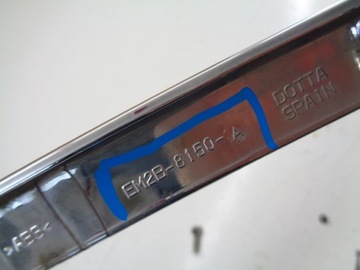 >ABS<
EM2B-8150-A
DOTTA
SPAIN